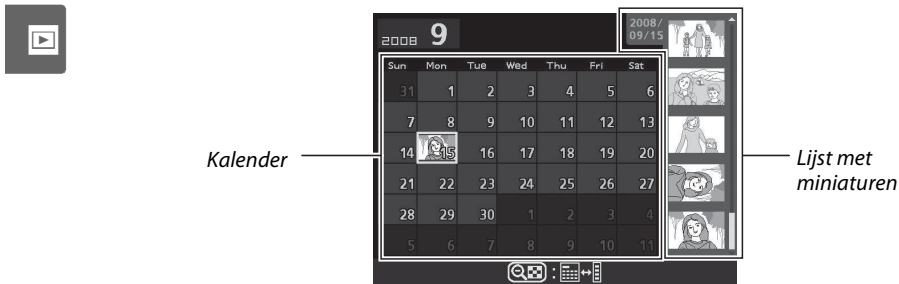 2008 9
2008/
09/15
Sun Mon Tue Wed Thu Fri Sat
31 1 2 3 4 5 6
7 8 9 10 11 12 13
14 15 16 17 18 19 20
21 22 23 24 25 26 27
28 29 30 1 2 3 4
5 6 7 8 9 10 11
:
Kalender
Lijst met
miniaturen